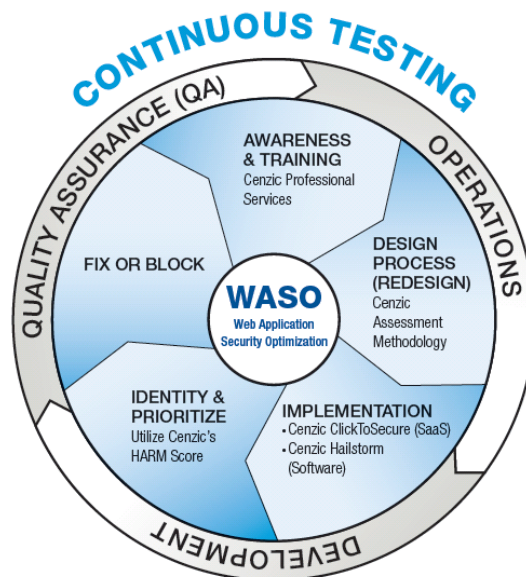 CONTINUOUS TESTING
QUALITY ASSURANCE (QA)
OPERATIONS
DEVELOPMENT
AWARENESS
& TRAINING
Cenzic Professional
Services
DESIGN
PROCESS
(REDESIGN)
Cenzic
Assessment
Methodology
IMPLEMENTATION
• Cenzic ClickToSecure (SaaS)
• Cenzic Hailstorm
(Software)
IDENTITY &
PRIORITIZE
Utilize Cenzic's
HARM Score
FIX OR BLOCK
WASO
Web Application
Security Optimization